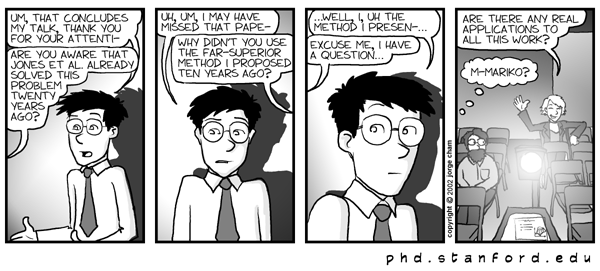 UM, THAT CONCLUDES
MY TALK, THANK YOU
FOR YOUR ATTENTI-
ARE YOU AWARE THAT
JONES ET AL. ALREADY
SOLVED THIS
PROBLEM
TWENTY
YEARS
AGO?
UH, UM, I MAY HAVE
MISSED THAT PAPE-
WHY DIDN'T YOU USE
THE FAR-SUPERIOR
METHOD I PROPOSED
TEN YEARS AGO?
...WELL, I, UH THE
METHOD I PRESEN-...
EXCUSE ME, I HAVE
A QUESTION...
ARE THERE ANY REAL
APPLICATIONS TO
ALL THIS WORK?
M-MARIKO?
copyright © 2002 jorge cham
phd.stanford.edu